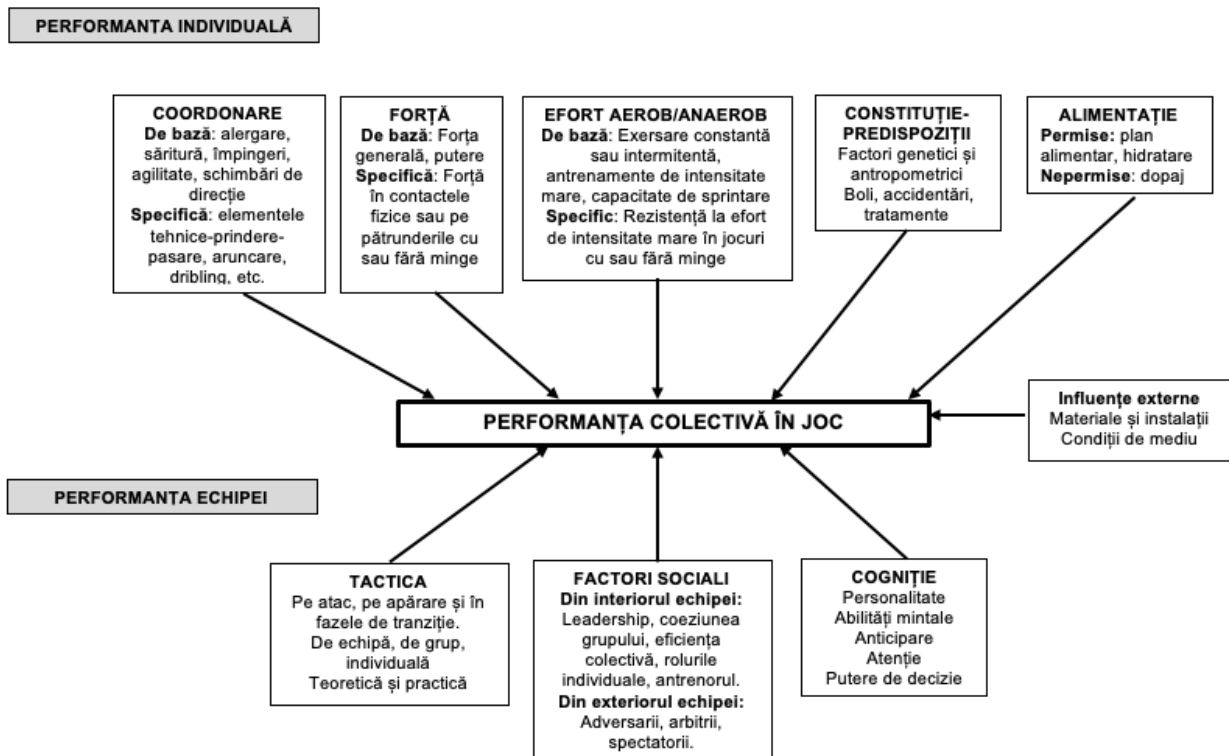 PERFORMANȚA INDIVIDUALĂ
COORDONARE
De bază: alergare,
săritură, împingeri,
agilitate, schimbări de
direcție
Specifică: elementele
tehnice-prindere-
pasare, aruncare,
dribling, etc.
FORȚĂ
De bază: Forța
generală, putere
Specifică: Forță
în contactele
fizice sau pe
pătrunderile cu
sau fără minge
EFORT AEROB/ANAEROB
De bază: Exersare constantă
sau intermitentă,
antrenamente de intensitate
mare, capacitate de sprintare
Specific: Rezistență la efort
de intensitate mare în jocuri
cu sau fără minge
CONSTITUȚIE-
PREDISPOZIȚII
Factori genetici și
antropometrici
Boli, accidentări,
tratamente
ALIMENTAȚIE
Permise: plan
alimentar, hidratare
Nepermise: dopaj
PERFORMANȚA COLECTIVĂ ÎN JOC
Influențe externe
Materiale și instalații
Condiții de mediu
PERFORMANȚA ECHIPEI
TACTICA
Pe atac, pe apărare și în
fazele de tranziție.
De echipă, de grup,
individuală
Teoretică și practică
FACTORI SOCIALI
Din interiorul echipei:
Leadership, coeziunea
grupului, eficiența
colectivă, rolurile
individuale, antrenorul.
Din exteriorul echipei:
Adversarii, arbitrii,
spectatorii.
COGNIȚIE
Personalitate
Abilități mintale
Anticipare
Atenție
Putere de decizie